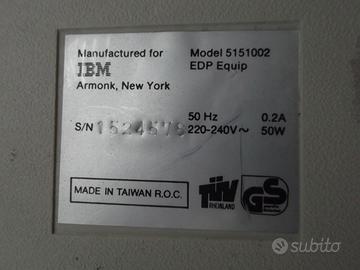 Manufactured for
IBM
Armonk, New York
Model 5151002
EDP Equip
S/N 1524576
50 Hz 0.2A
220-240V~ 50W
MADE IN TAIWAN R.O.C.
TÜV
RHEINLAND
GS
subito